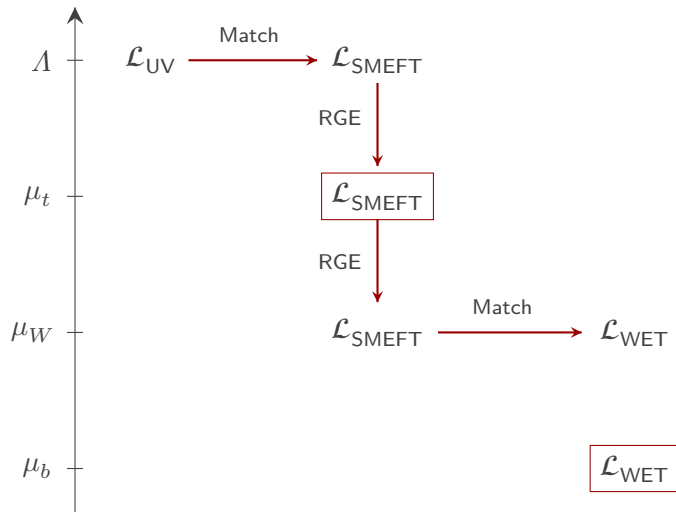 Λ ℒUV Match ℒSMEFT
RGE
μt ℒSMEFT
RGE
μW ℒSMEFT Match ℒWET
μb ℒWET